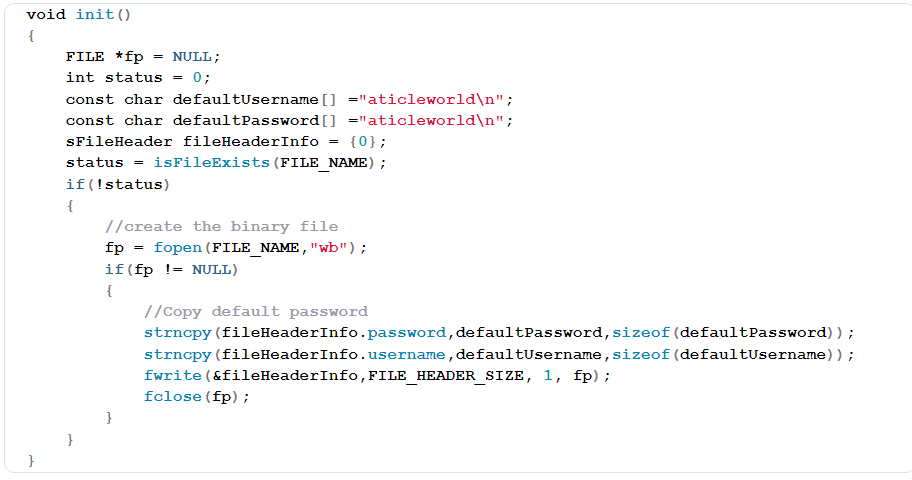 void init()
{
    FILE *fp = NULL;
    int status = 0;
    const char defaultUsername[] ="aticleworld\n";
    const char defaultPassword[] ="aticleworld\n";
    sFileHeader fileHeaderInfo = {0};
    status = isFileExists(FILE_NAME);
    if(!status)
    {
        //create the binary file
        fp = fopen(FILE_NAME,"wb");
        if(fp != NULL)
        {
            //Copy default password
            strncpy(fileHeaderInfo.password,defaultPassword,sizeof(defaultPassword));
            strncpy(fileHeaderInfo.username,defaultUsername,sizeof(defaultUsername));
            fwrite(&fileHeaderInfo,FILE_HEADER_SIZE, 1, fp);
            fclose(fp);
        }
    }
}